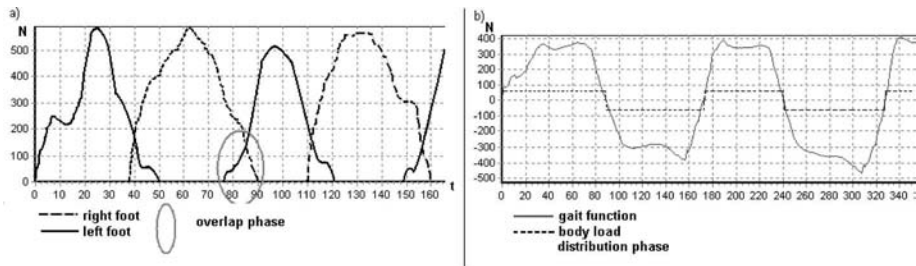 a)
N
500
400
300
200
100
0
0 10 20 30 40 50 60 70 80 90 100 110 120 130 140 150 160 t
right foot
left foot
overlap phase
b)
N
400
300
200
100
0
-100
-200
-300
-400
-500
0 20 40 60 80 100 120 140 160 180 200 220 240 260 280 300 320 340
gait function
body load
distribution phase